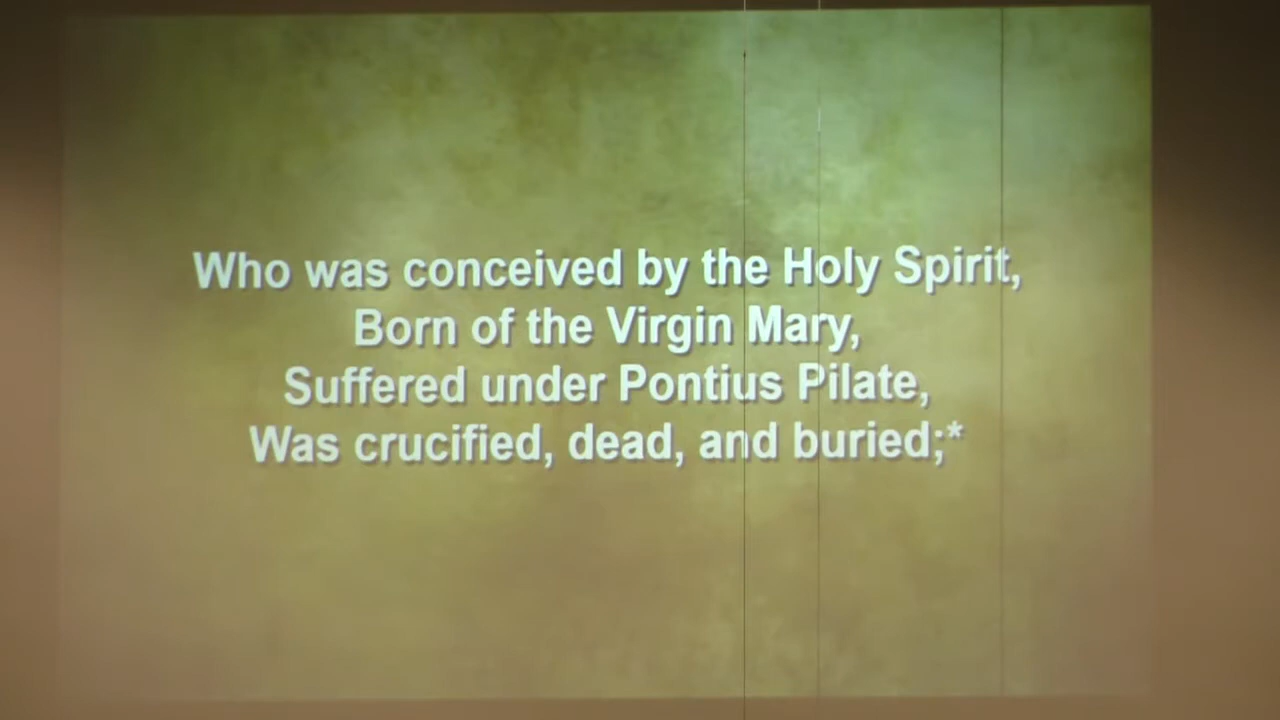 Who was conceived by the Holy Spirit,
Born of the Virgin Mary,
Suffered under Pontius Pilate,
Was crucified, dead, and buried;*